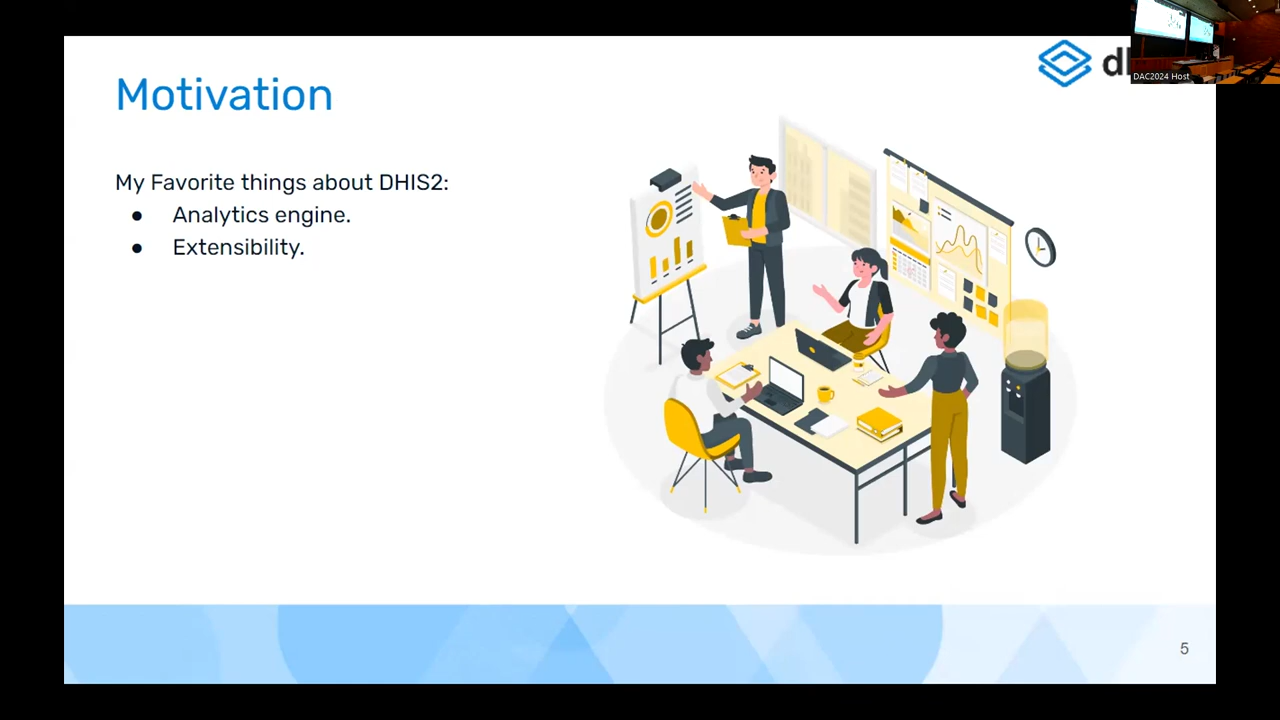 Motivation
DAC2024 Host
My Favorite things about DHIS2:
● Analytics engine.
● Extensibility.
5